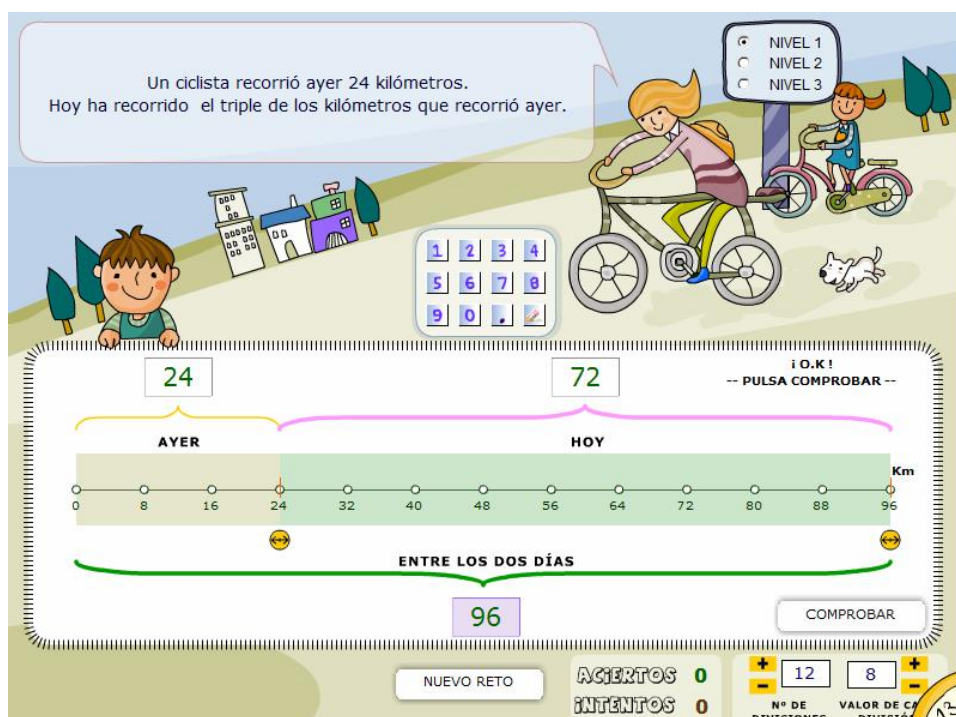 Un ciclista recorrió ayer 24 kilómetros.
Hoy ha recorrido el triple de los kilómetros que recorrió ayer.
NIVEL 1
NIVEL 2
NIVEL 3
1 2 3 4
5 6 7 8
9 0 .
24
72
¡ O.K !
-- PULSA COMPROBAR --
AYER
HOY
Km
0 8 16 24 32 40 48 56 64 72 80 88 96
ENTRE LOS DOS DÍAS
96
COMPROBAR
NUEVO RETO
ACIERTOS 0
INTENTOS 0
+ 12 8 +
- -
Nº DE VALOR DE
DIVISIONES